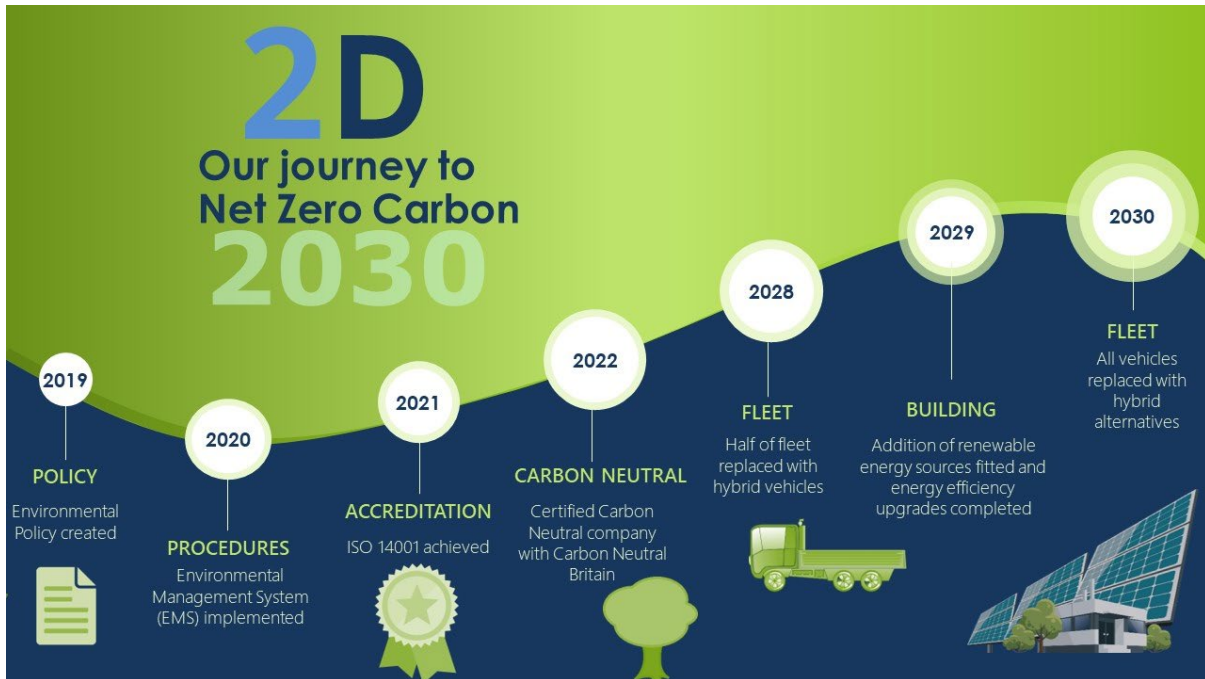 2D
Our journey to
Net Zero Carbon
2030
2019
POLICY
Environmental
Policy created
2020
PROCEDURES
Environmental
Management System
(EMS) implemented
2021
ACCREDITATION
ISO 14001 achieved
2022
CARBON NEUTRAL
Certified Carbon
Neutral company
with Carbon Neutral
Britain
2028
FLEET
Half of fleet
replaced with
hybrid vehicles
2029
BUILDING
Addition of renewable
energy sources fitted and
energy efficiency
upgrades completed
2030
FLEET
All vehicles
replaced with
hybrid
alternatives